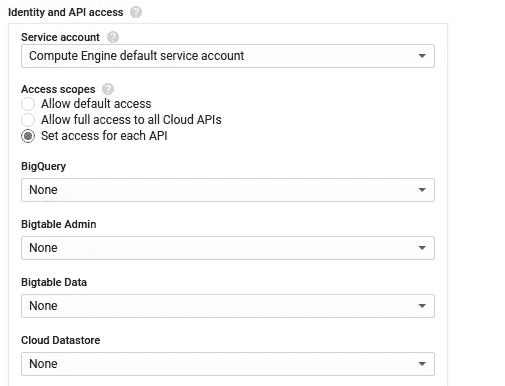 Identity and API access ?
Service account ?
Compute Engine default service account
Access scopes ?
Allow default access
Allow full access to all Cloud APIs
Set access for each API
BigQuery
None
Bigtable Admin
None
Bigtable Data
None
Cloud Datastore
None